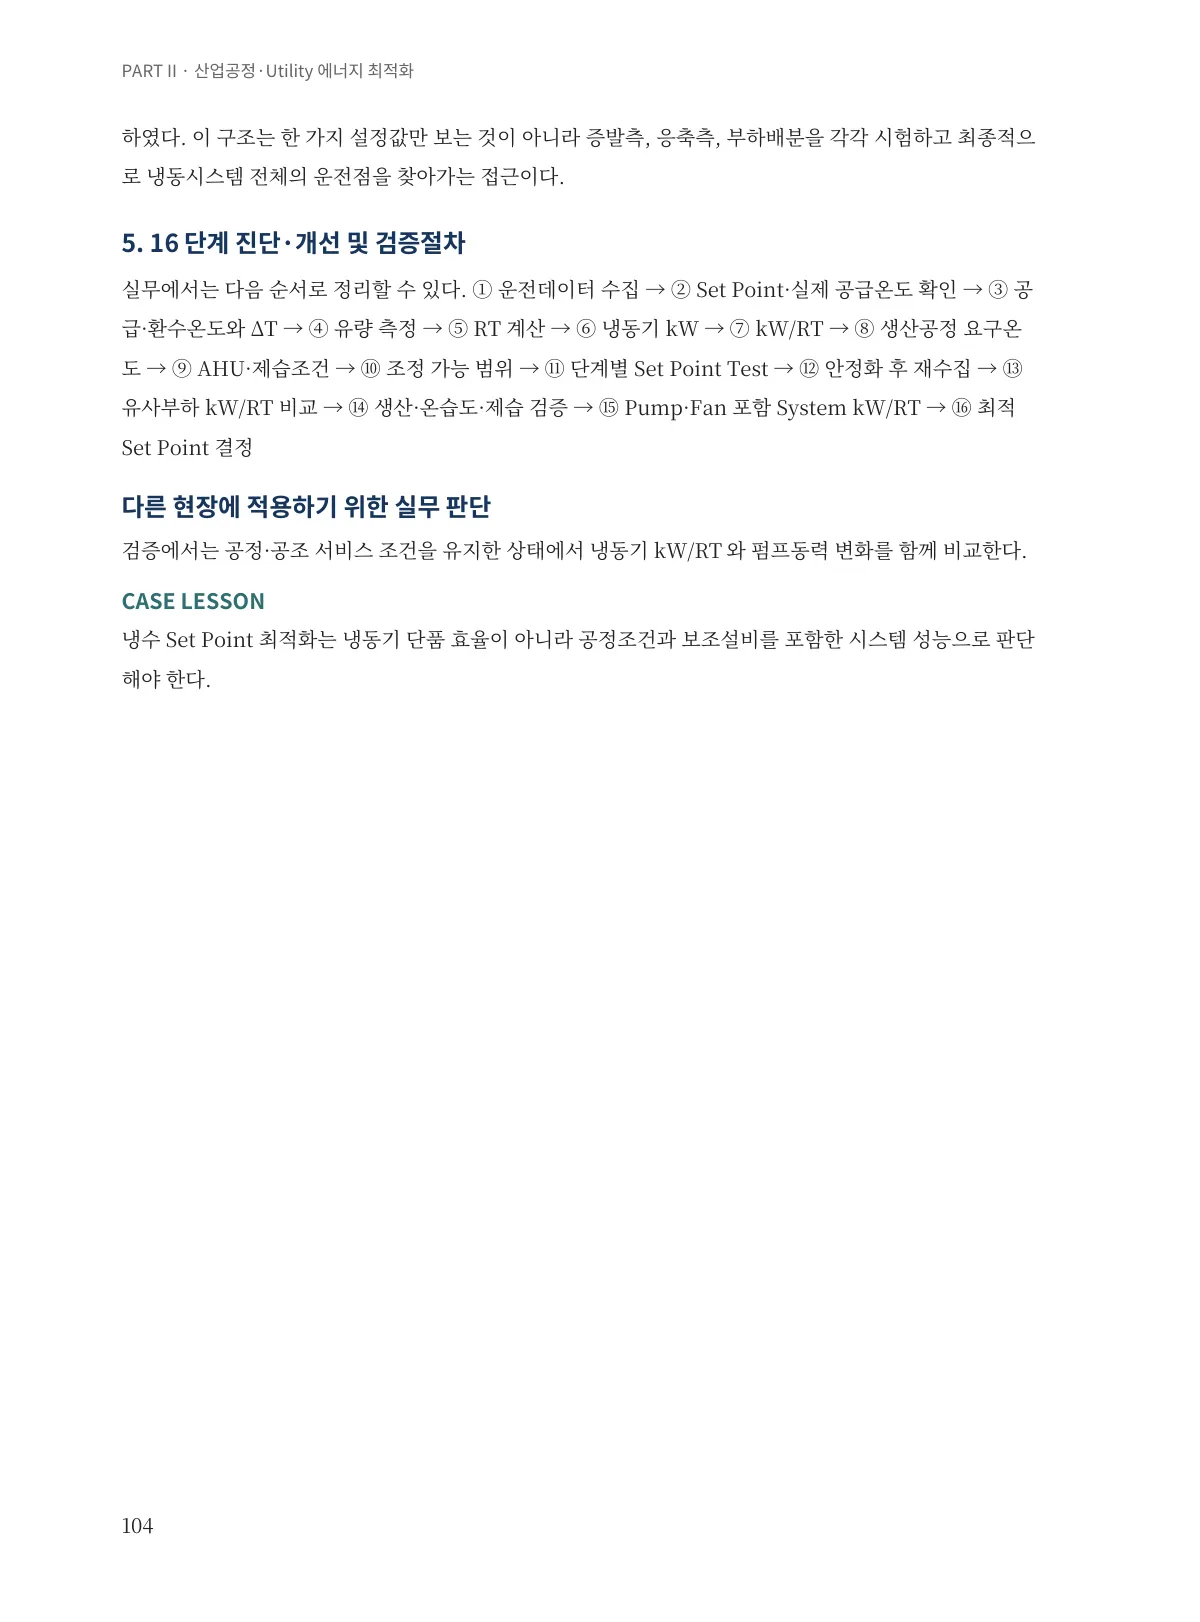 PART II · 산업공정·Utility 에너지 최적화
하였다. 이 구조는 한 가지 설정값만 보는 것이 아니라 증발측, 응축측, 부하배분을 각각 시험하고 최종적으
로 냉동시스템 전체의 운전점을 찾아가는 접근이다.
5. 16 단계 진단·개선 및 검증절차
실무에서는 다음 순서로 정리할 수 있다. ① 운전데이터 수집 → ② Set Point·실제 공급온도 확인 → ③ 공
급·환수온도와 ΔT → ④ 유량 측정 → ⑤ RT 계산 → ⑥ 냉동기 kW → ⑦ kW/RT → ⑧ 생산공정 요구온
도 → ⑨ AHU·제습조건 → ⑩ 조정 가능 범위 → ⑪ 단계별 Set Point Test → ⑫ 안정화 후 재수집 → ⑬
유사부하 kW/RT 비교 → ⑭ 생산·온습도·제습 검증 → ⑮ Pump·Fan 포함 System kW/RT → ⑯ 최적
Set Point 결정
다른 현장에 적용하기 위한 실무 판단
검증에서는 공정·공조 서비스 조건을 유지한 상태에서 냉동기 kW/RT 와 펌프동력 변화를 함께 비교한다.
CASE LESSON
냉수 Set Point 최적화는 냉동기 단품 효율이 아니라 공정조건과 보조설비를 포함한 시스템 성능으로 판단
해야 한다.
104